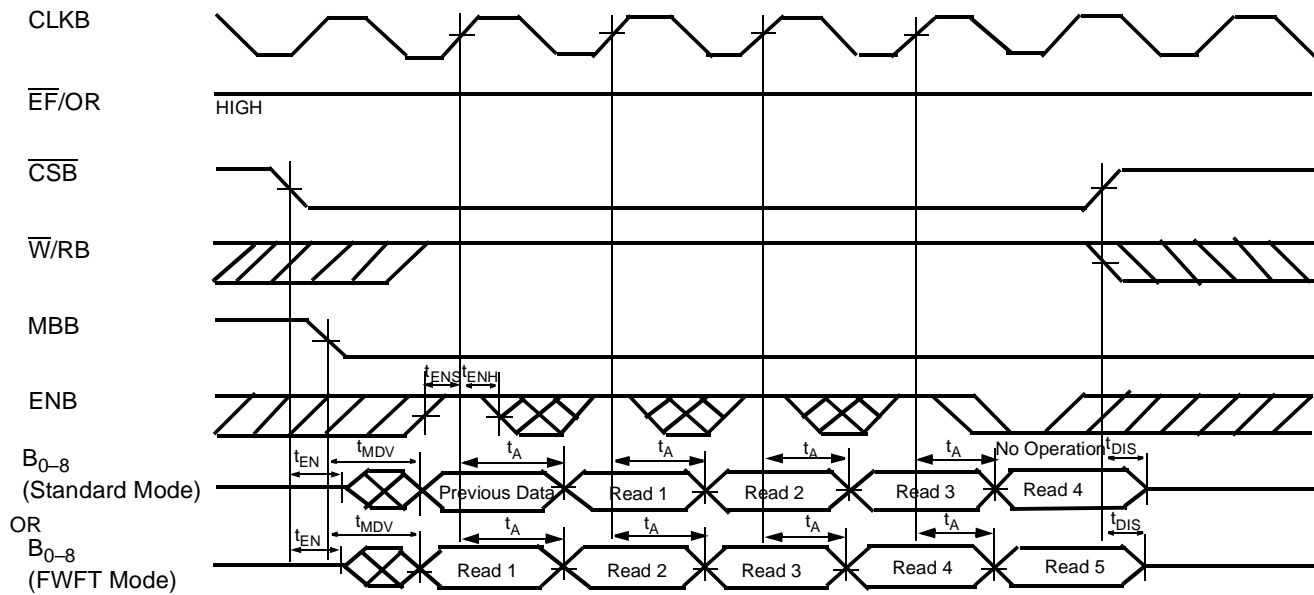 CLKB
EF/OR
HIGH
CSB
W/RB
MBB
tENS tENH
ENB
B0–8
(Standard Mode)
tEN tMDV tA tA tA tA No Operation tDIS
Previous Data Read 1 Read 2 Read 3 Read 4
OR
B0–8
(FWFT Mode)
tEN tMDV tA tA tA tA tDIS
Read 1 Read 2 Read 3 Read 4 Read 5